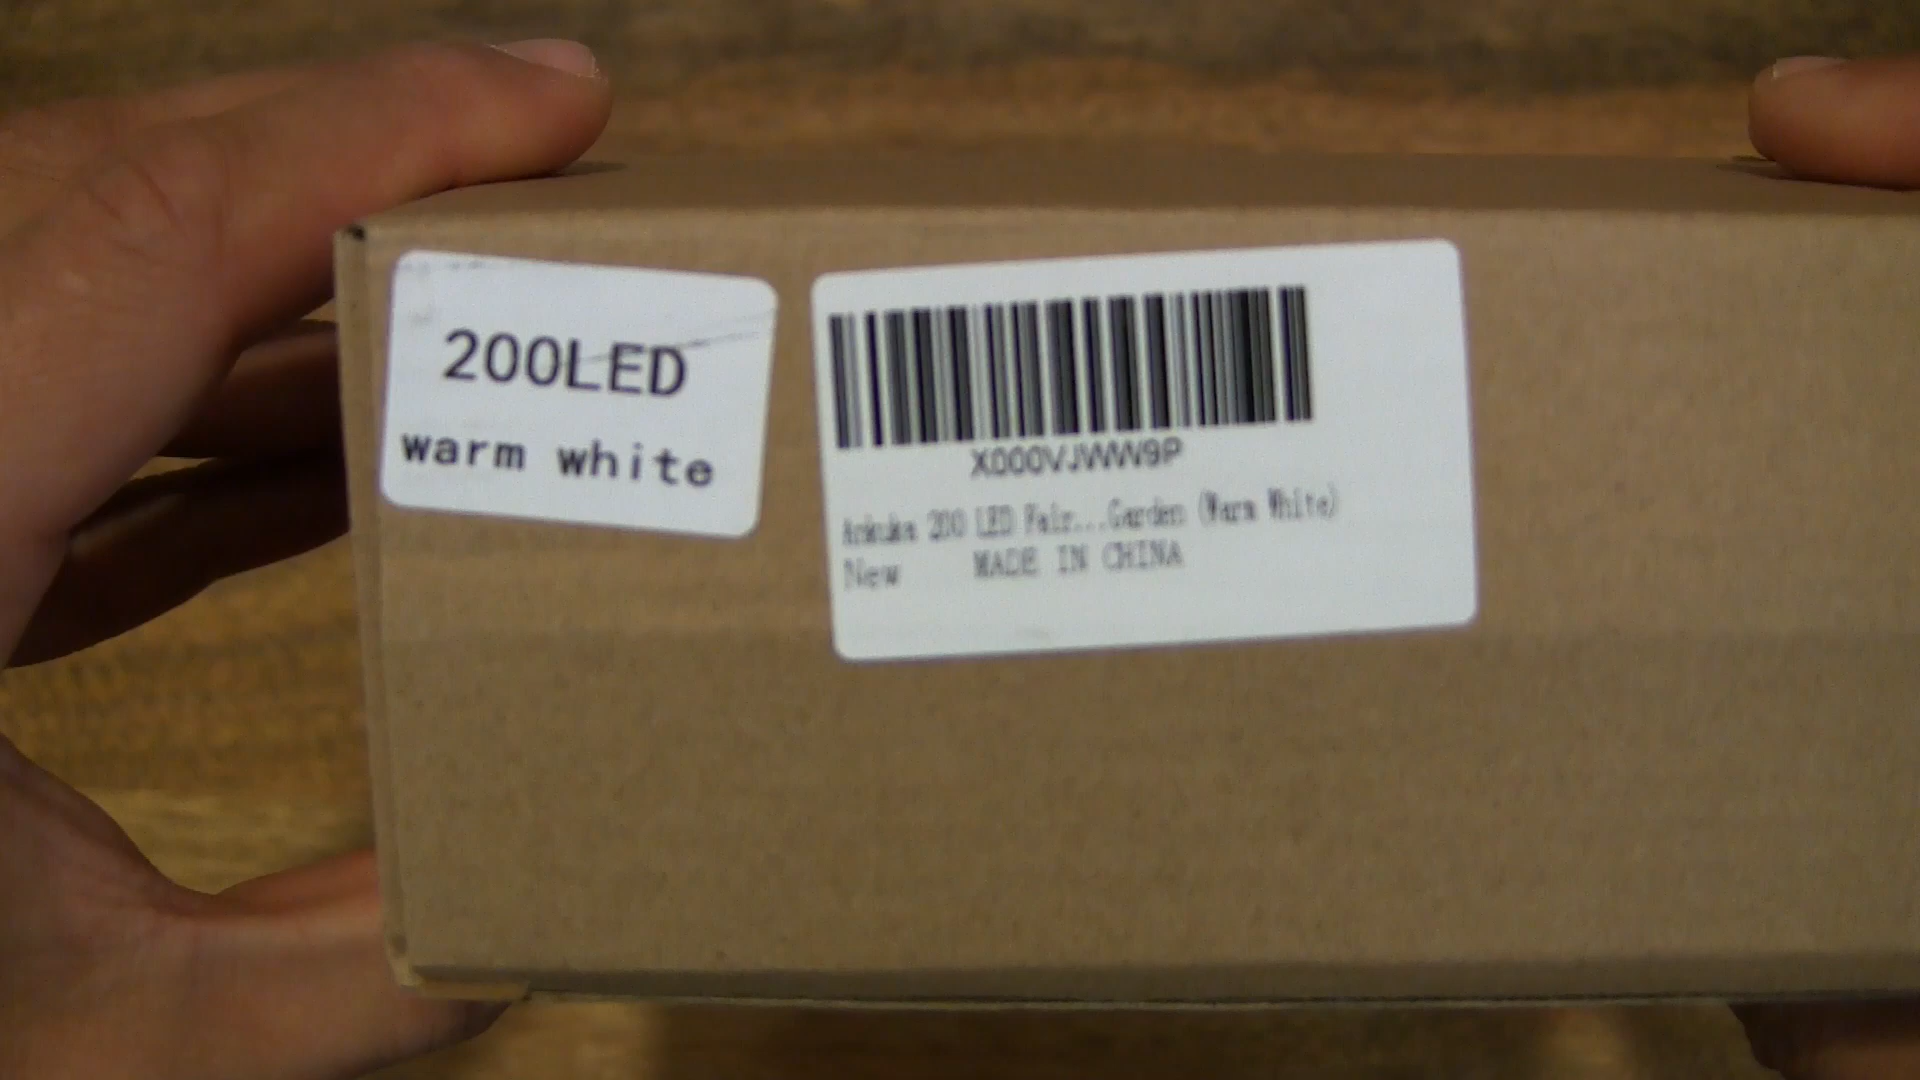 200LED
warm white
X000VJWW9P
200 LED Fair...Garden (Warm White)
New MADE IN CHINA